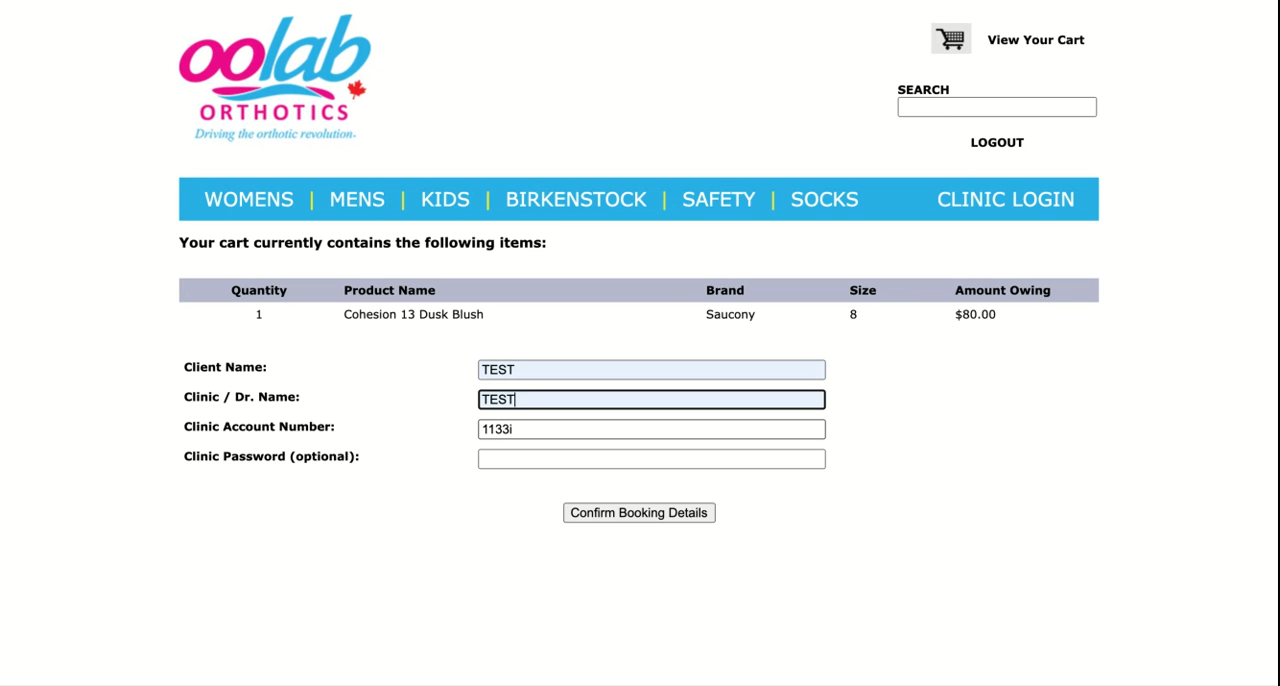 oolab
ORTHOTICS
Driving the orthotic revolution
View Your Cart
SEARCH
LOGOUT
WOMENS | MENS | KIDS | BIRKENSTOCK | SAFETY | SOCKS CLINIC LOGIN
Your cart currently contains the following items:
Quantity Product Name Brand Size Amount Owing
1 Cohesion 13 Dusk Blush Saucony 8 $80.00
Client Name: TEST
Clinic / Dr. Name: TEST
Clinic Account Number: 1133i
Clinic Password (optional):
Confirm Booking Details